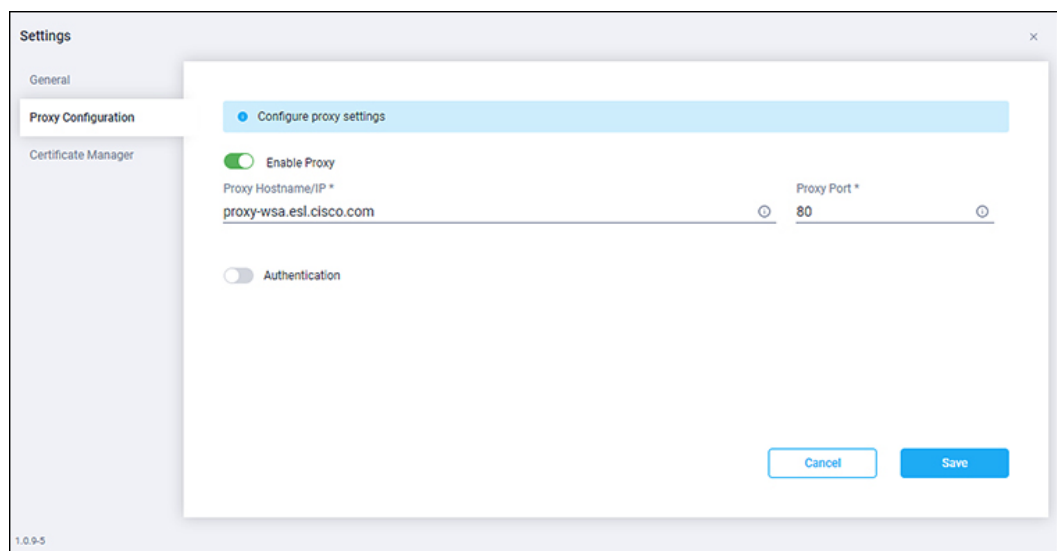 Settings
×
General
Proxy Configuration
Certificate Manager
Configure proxy settings
Enable Proxy
Proxy Hostname/IP *
Proxy Port *
proxy-wsa.esl.cisco.com
80
Authentication
Cancel
Save
1.0.9-5